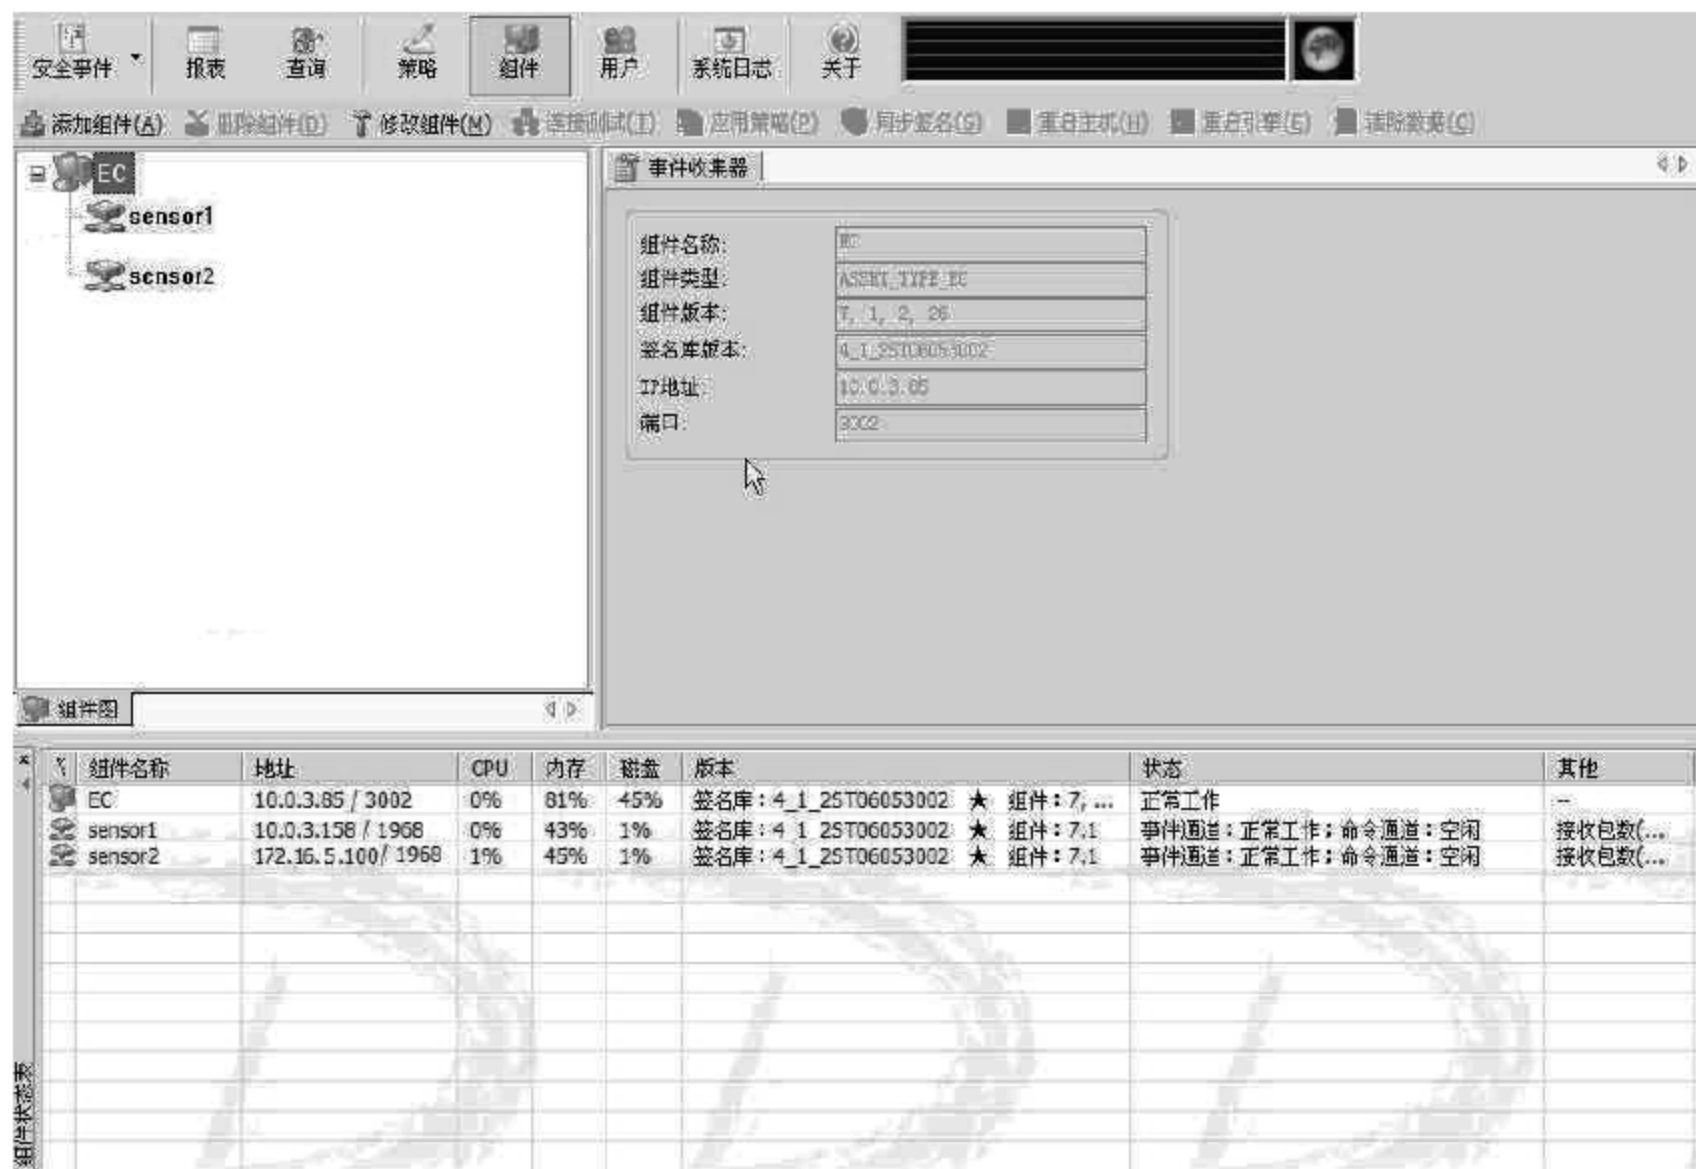 安全事件 报表 查询 策略 组件 用户 系统日志 关于
添加组件(A) 删除组件(D) 修改组件(M) 连接测试(T) 应用策略(P) 同步签名(G) 重启主机(H) 重启引擎(E) 清除数据(C)
EC
sensor1
sensor2
组件图
事件收集器
组件名称: EC
组件类型: ASSET_TYPE_EC
组件版本: 7, 1, 2, 26
签名库版本: 4_1_25T06053002
IP地址: 10.0.3.85
端口: 3002
组件名称 地址 CPU 内存 磁盘 版本 状态 其他
EC 10.0.3.85 / 3002 0% 81% 45% 签名库：4_1_25T06053002 ★ 组件：7, ... 正常工作 --
sensor1 10.0.3.158 / 1968 0% 43% 1% 签名库：4_1_25T06053002 ★ 组件：7.1 事件通道：正常工作；命令通道：空闲 接收包数(...
sensor2 172.16.5.100/ 1968 1% 45% 1% 签名库：4_1_25T06053002 ★ 组件：7.1 事件通道：正常工作；命令通道：空闲 接收包数(...
组件状态表